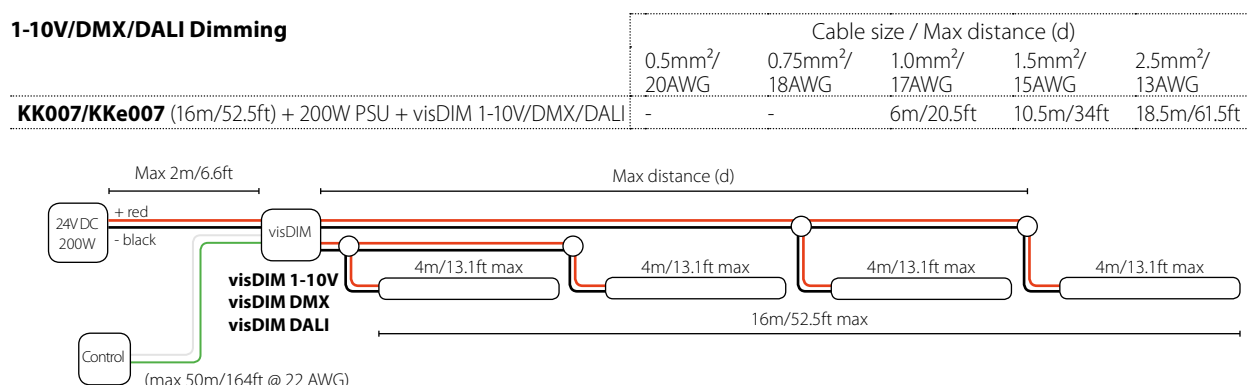 1-10V/DMX/DALI Dimming
Cable size / Max distance (d)
0.5mm²/ 0.75mm²/ 1.0mm²/ 1.5mm²/ 2.5mm²/
20AWG 18AWG 17AWG 15AWG 13AWG
KK007/KKe007 (16m/52.5ft) + 200W PSU + visDIM 1-10V/DMX/DALI - - 6m/20.5ft 10.5m/34ft 18.5m/61.5ft
Max 2m/6.6ft
Max distance (d)
24V DC
200W
+ red
- black
visDIM
4m/13.1ft max 4m/13.1ft max 4m/13.1ft max 4m/13.1ft max
visDIM 1-10V
visDIM DMX
visDIM DALI
16m/52.5ft max
Control
(max 50m/164ft @ 22 AWG)